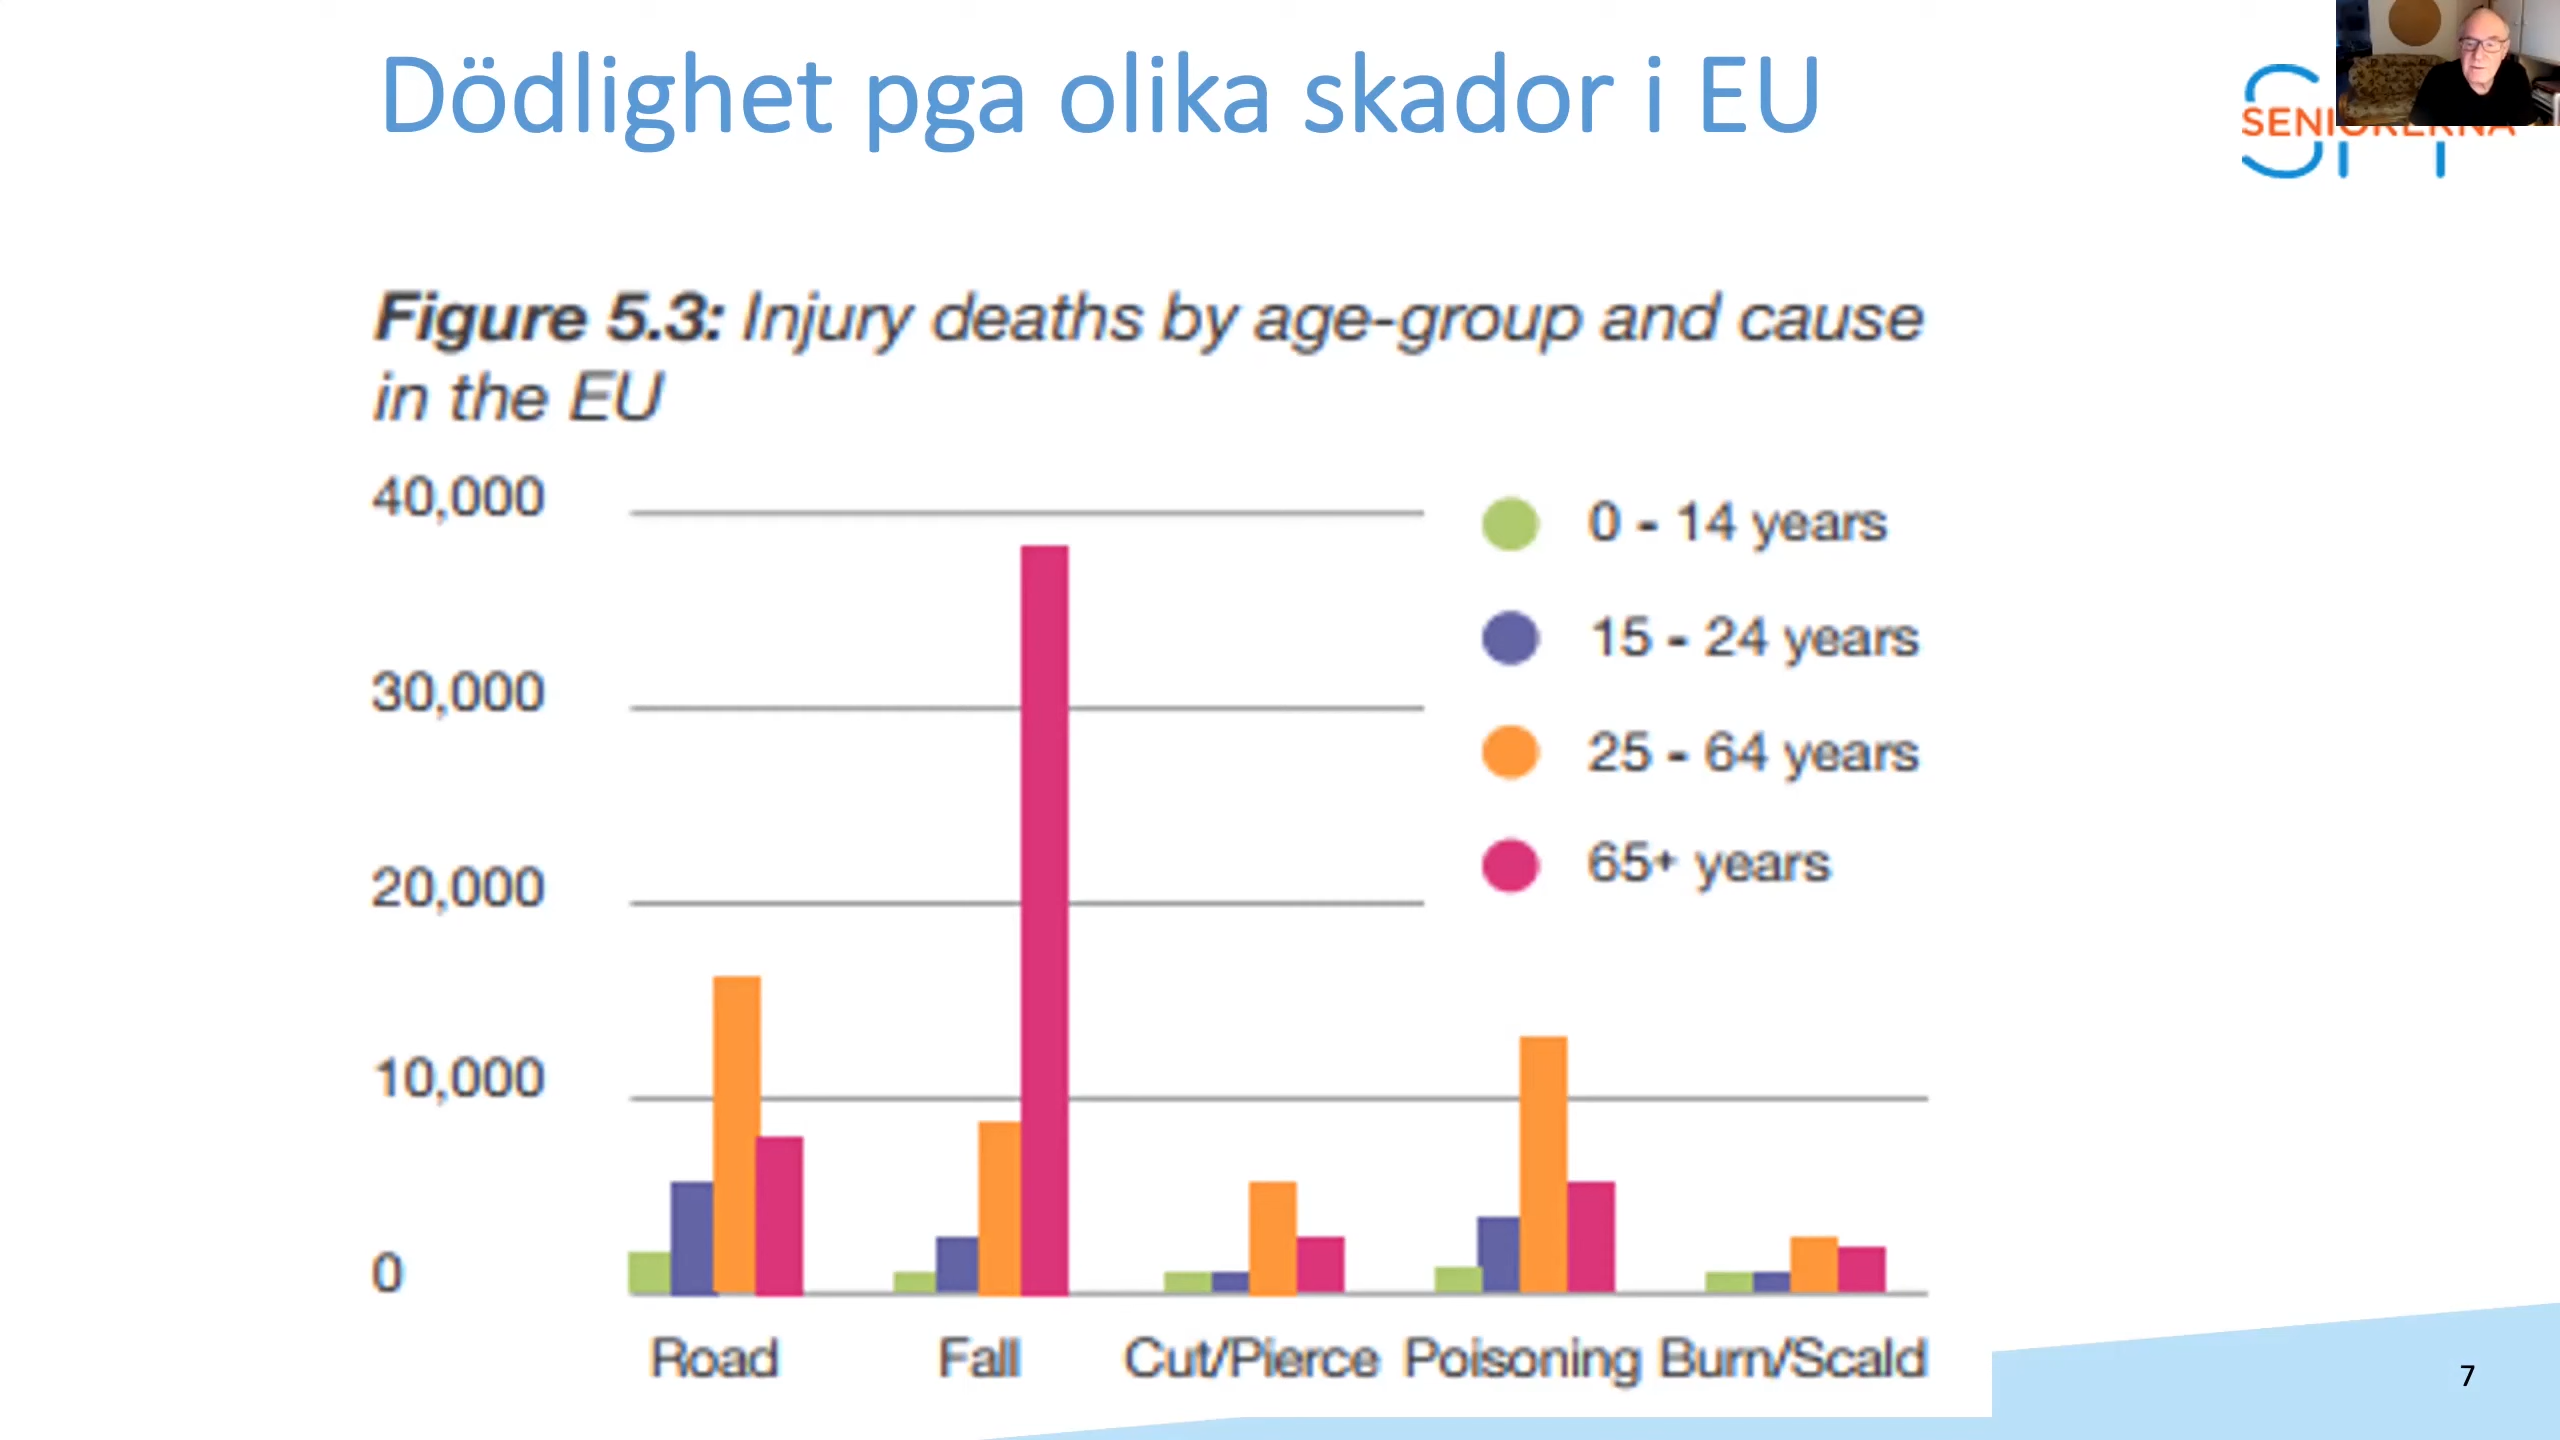 Dödlighet pga olika skador i EU
SENIORERNA
Figure 5.3: Injury deaths by age-group and cause
in the EU
40,000
30,000
20,000
10,000
0
0 - 14 years
15 - 24 years
25 - 64 years
65+ years
Road Fall Cut/Pierce Poisoning Burn/Scald
7